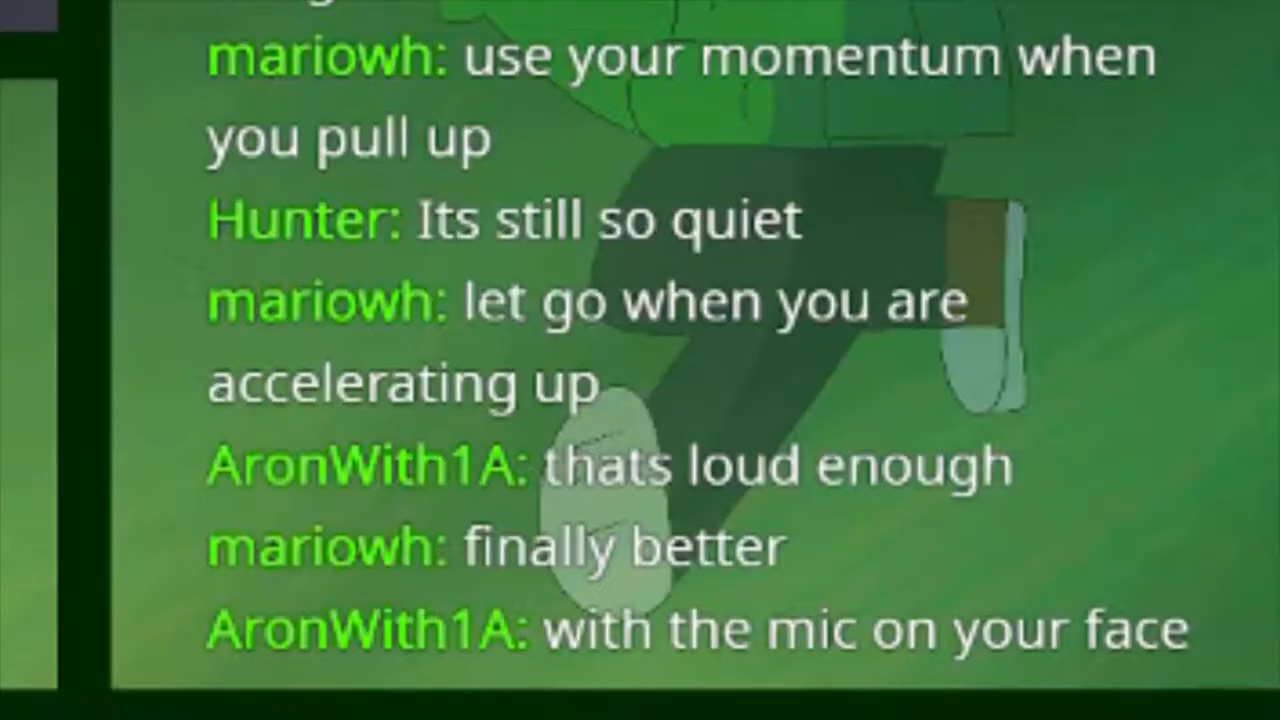 mariowh: use your momentum when
you pull up
Hunter: Its still so quiet
mariowh: let go when you are
accelerating up
AronWith1A: thats loud enough
mariowh: finally better
AronWith1A: with the mic on your face